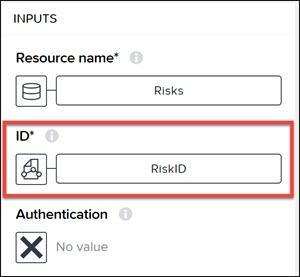 INPUTS
Resource name*
Risks
ID*
RiskID
Authentication
No value